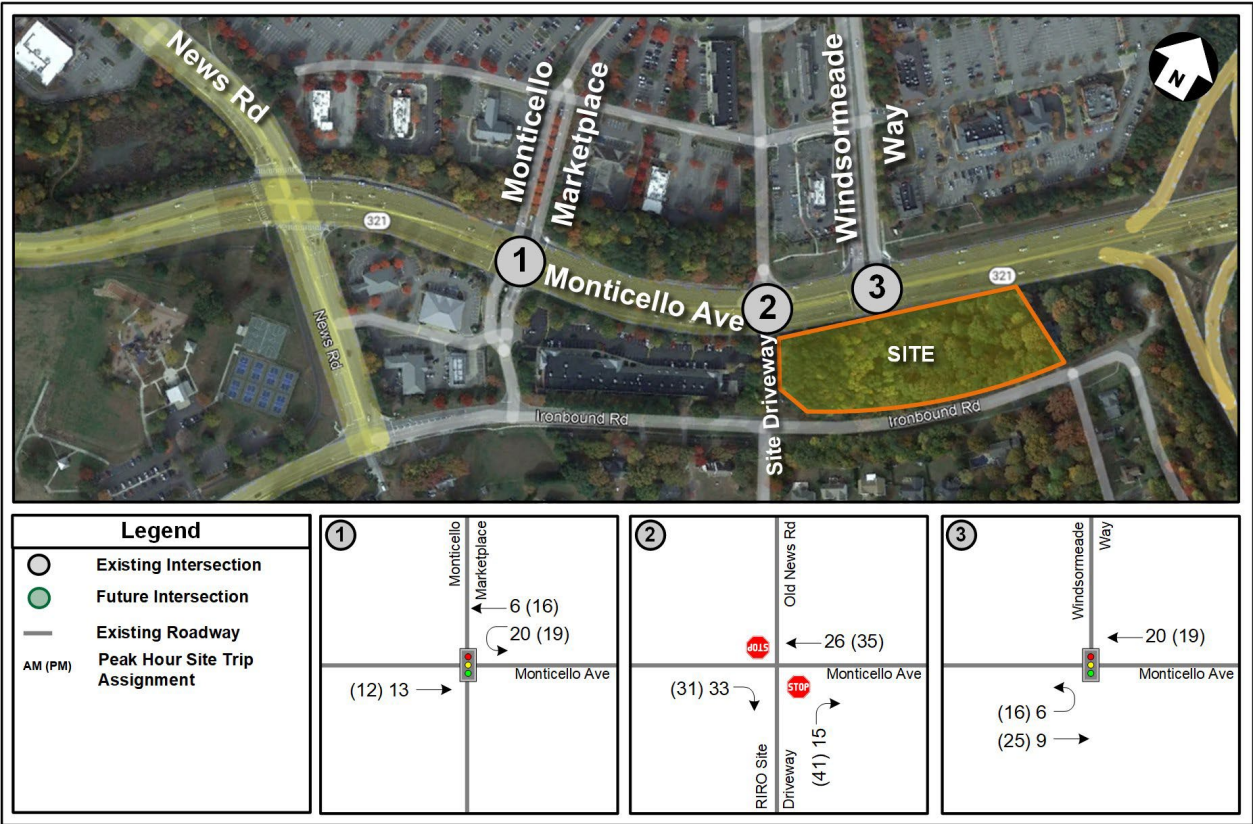 News Rd
Monticello
Marketplace
Windsormeade
Way
N
321
1
Monticello Ave
2
3
321
SITE
News Rd
Site Driveway
Ironbound Rd
Ironbound Rd
Legend
Existing Intersection
Future Intersection
Existing Roadway
AM (PM)
Peak Hour Site Trip
Assignment
1
Monticello
Marketplace
6 (16)
20 (19)
Monticello Ave
(12) 13
2
Old News Rd
STOP
26 (35)
Monticello Ave
(31) 33
STOP
(41) 15
RIRO Site
Driveway
3
Windsormeade
Way
20 (19)
Monticello Ave
(16) 6
(25) 9